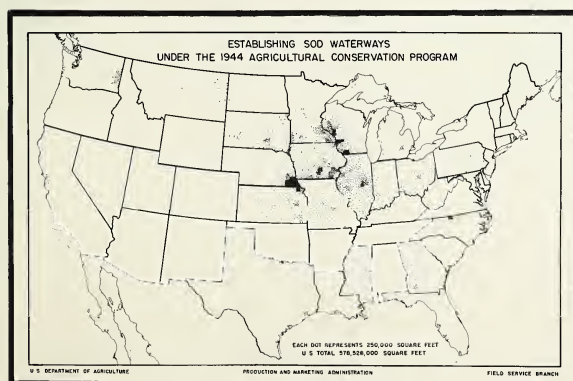 ESTABLISHING SOD WATERWAYS
UNDER THE 1944 AGRICULTURAL CONSERVATION PROGRAM
EACH DOT REPRESENTS 250,000 SQUARE FEET
U S TOTAL 578,528,000 SQUARE FEET
U S DEPARTMENT OF AGRICULTURE PRODUCTION AND MARKETING ADMINISTRATION FIELD SERVICE BRANCH